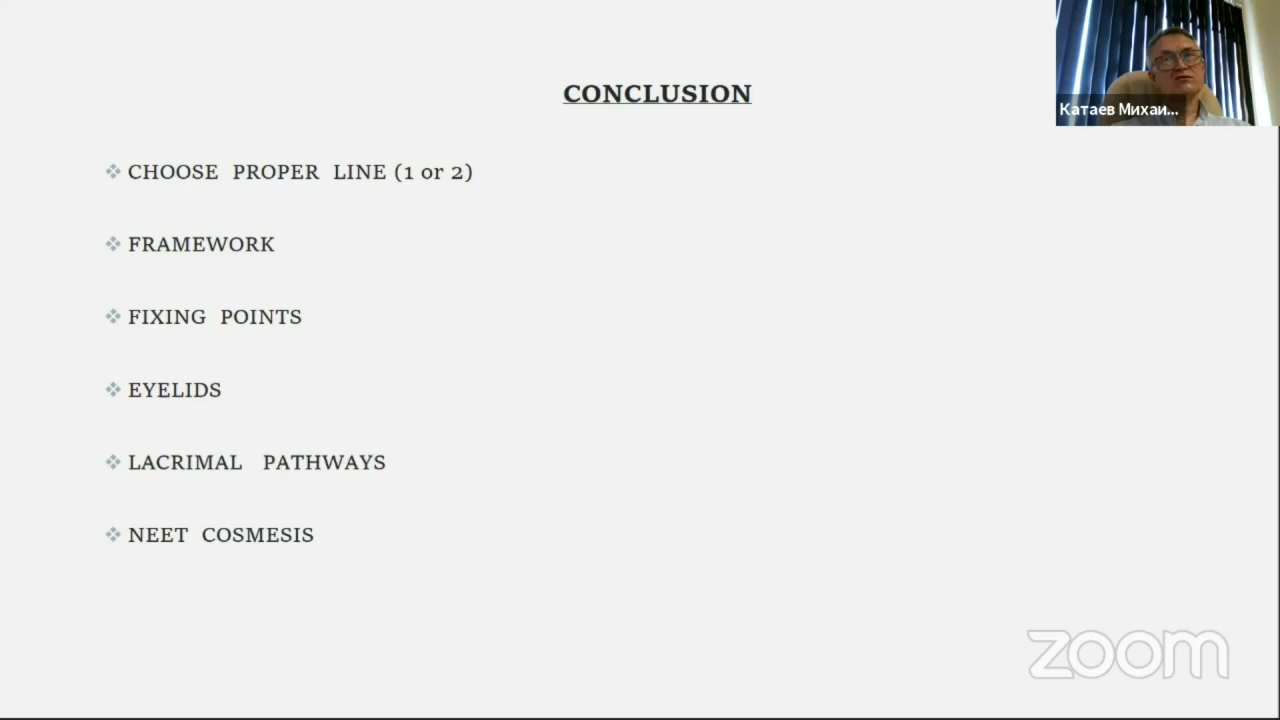 CONCLUSION
Катаев Михаи...
CHOOSE PROPER LINE (1 or 2)
FRAMEWORK
FIXING POINTS
EYELIDS
LACRIMAL PATHWAYS
NEET COSMESIS
zoom